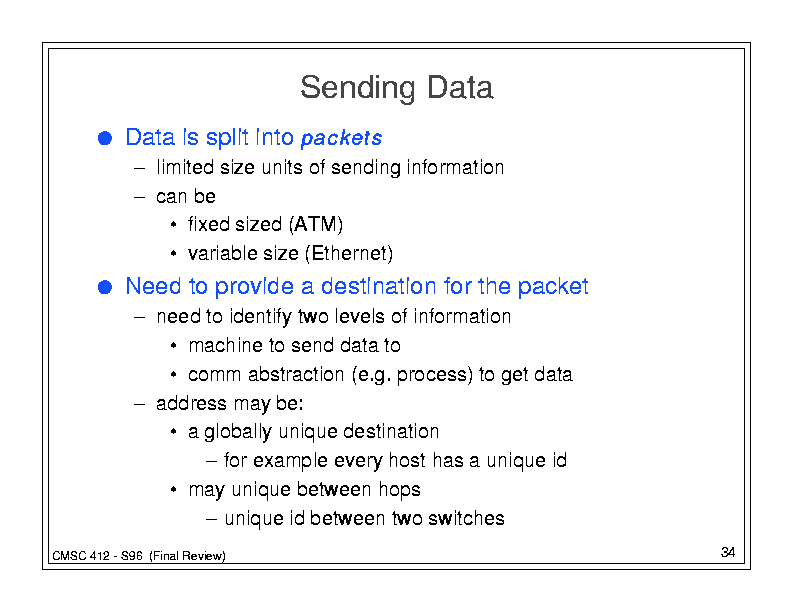 Sending Data
● Data is split into packets
– limited size units of sending information
– can be
• fixed sized (ATM)
• variable size (Ethernet)
● Need to provide a destination for the packet
– need to identify two levels of information
• machine to send data to
• comm abstraction (e.g. process) to get data
– address may be:
• a globally unique destination
– for example every host has a unique id
• may unique between hops
– unique id between two switches
CMSC 412 - S96 (Final Review)
34